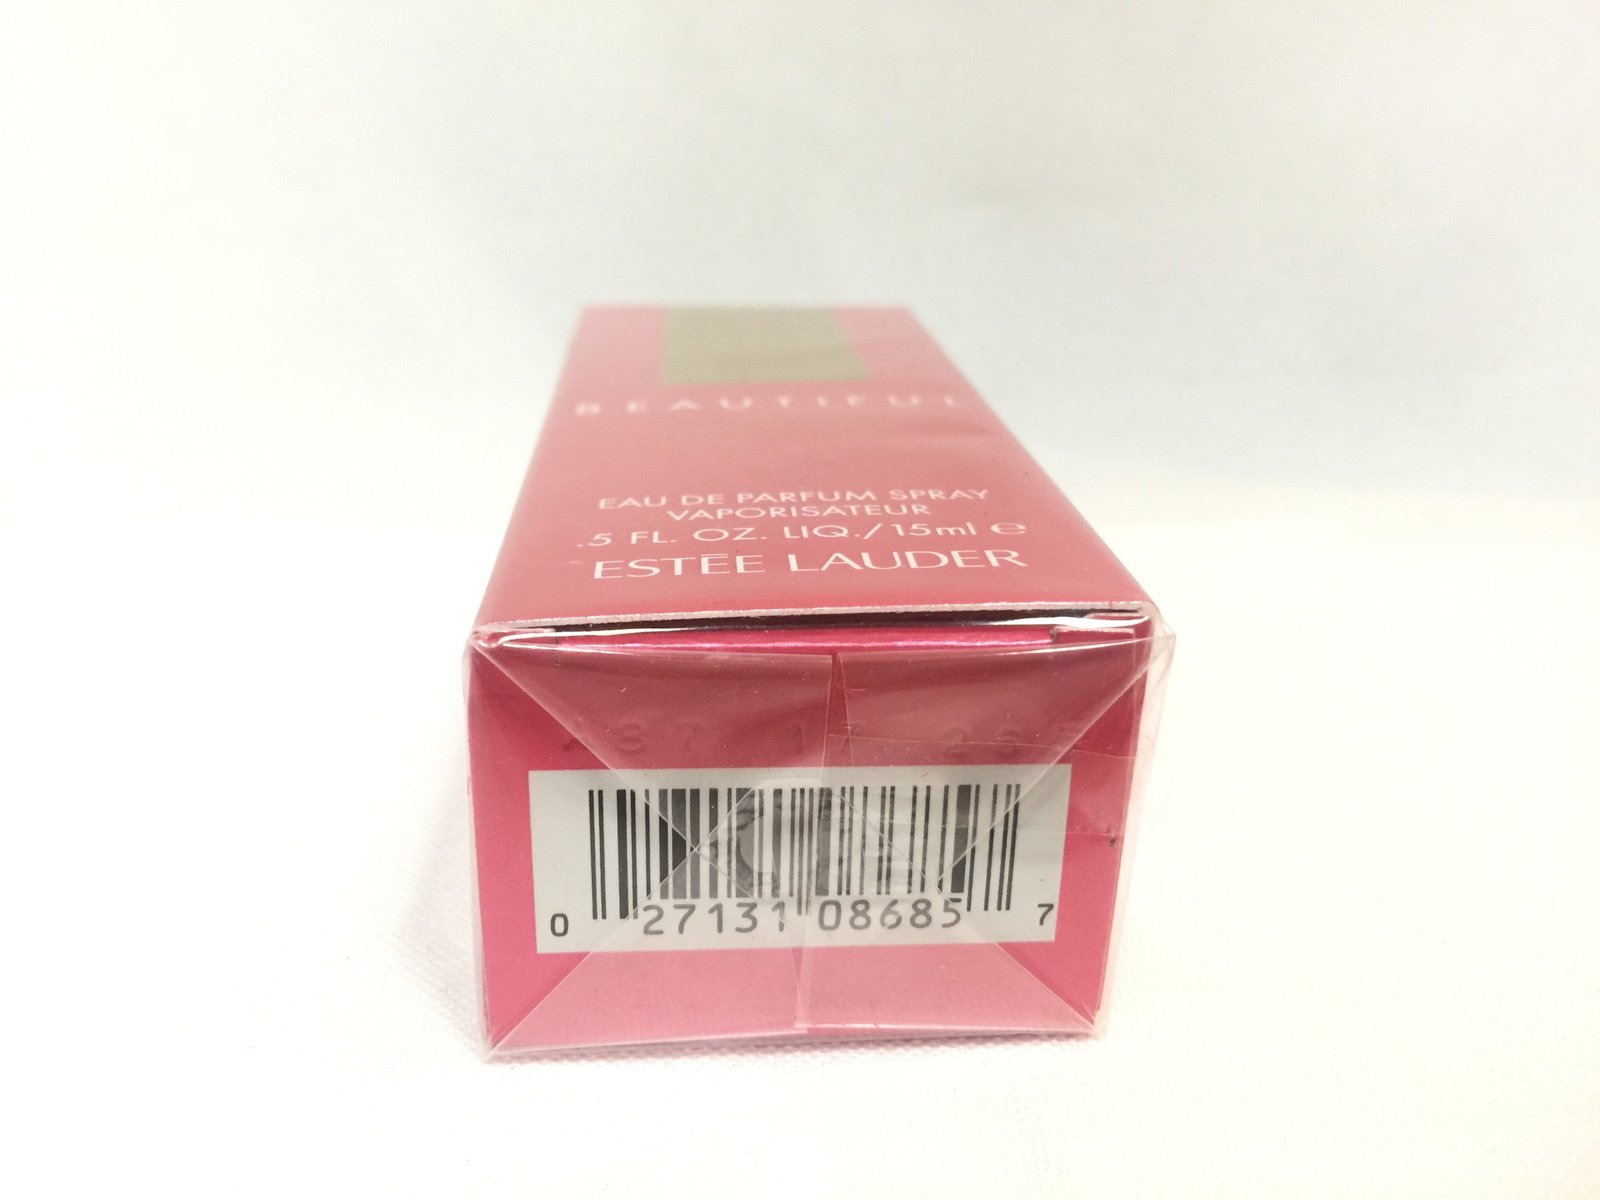 BEAUTIFUL
EAU DE PARFUM SPRAY
VAPORISATEUR
.5 FL. OZ. LIQ./15ml ℮
ESTĒE LAUDER
0 27131 08685 7